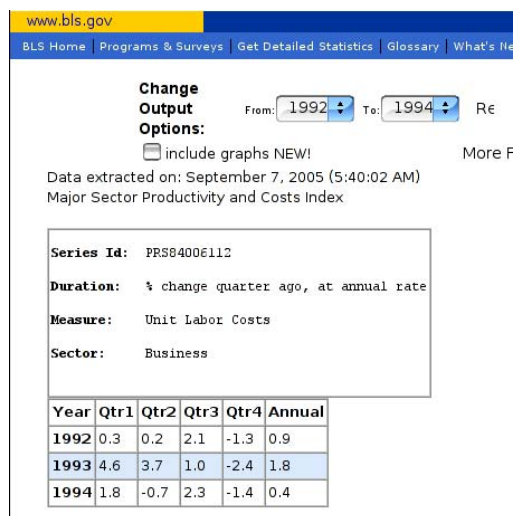 www.bls.gov
BLS Home | Programs & Surveys | Get Detailed Statistics | Glossary | What's Ne
Change
Output
Options:
From: 1992 To: 1994 Re
include graphs NEW!
More F
Data extracted on: September 7, 2005 (5:40:02 AM)
Major Sector Productivity and Costs Index
Series Id: PRS84006112
Duration: % change quarter ago, at annual rate
Measure: Unit Labor Costs
Sector: Business
Year Qtr1 Qtr2 Qtr3 Qtr4 Annual
1992 0.3 0.2 2.1 -1.3 0.9
1993 4.6 3.7 1.0 -2.4 1.8
1994 1.8 -0.7 2.3 -1.4 0.4